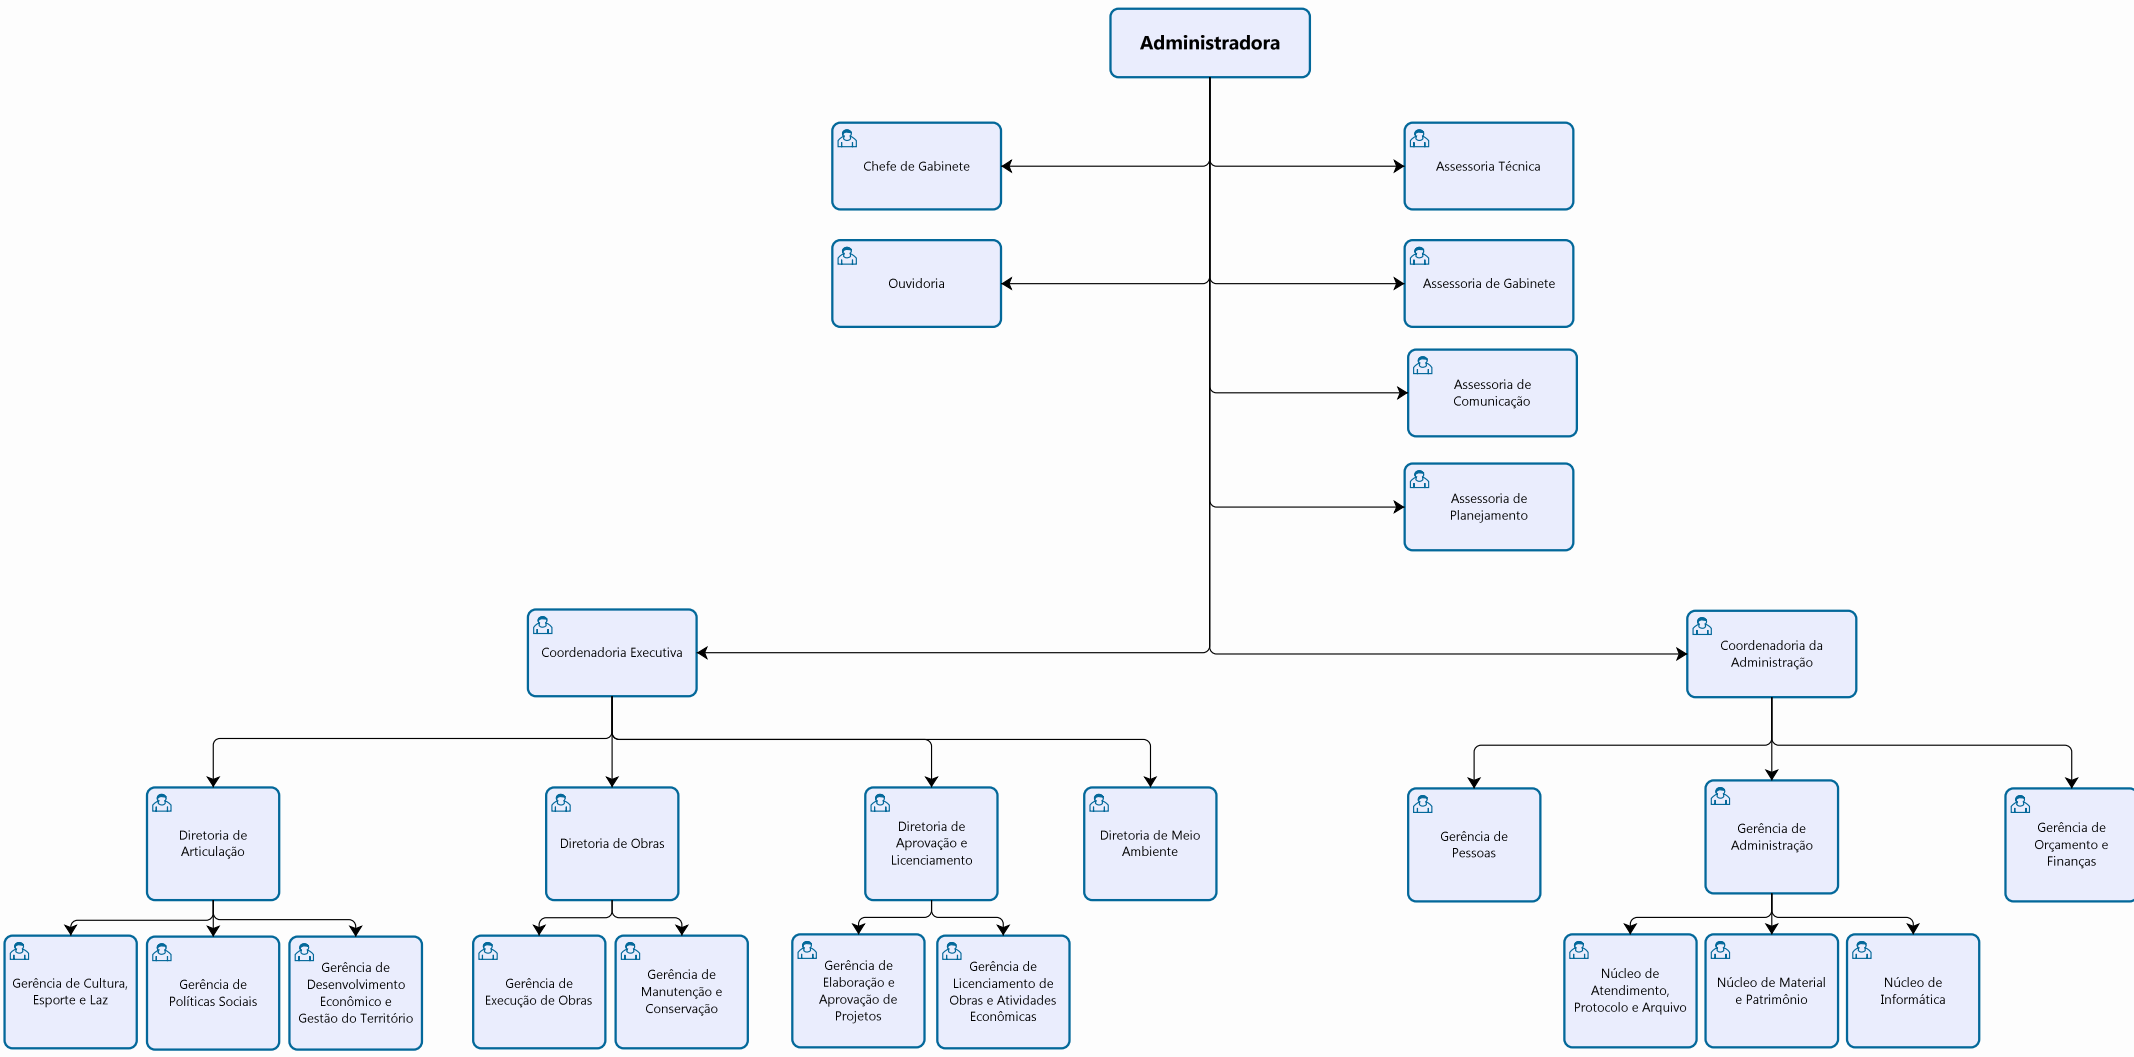 Administradora
Chefe de Gabinete
Assessoria Técnica
Ouvidoria
Assessoria de Gabinete
Assessoria de
Comunicação
Assessoria de
Planejamento
Coordenadoria Executiva
Coordenadoria da
Administração
Diretoria de
Articulação
Diretoria de Obras
Diretoria de
Aprovação e
Licenciamento
Diretoria de Meio
Ambiente
Gerência de
Pessoas
Gerência de
Administração
Gerência de
Orçamento e
Finanças
Gerência de Cultura,
Esporte e Laz
Gerência de
Políticas Sociais
Gerência de
Desenvolvimento
Econômico e
Gestão do Território
Gerência de
Execução de Obras
Gerência de
Manutenção e
Conservação
Gerência de
Elaboração e
Aprovação de
Projetos
Gerência de
Licenciamento de
Obras e Atividades
Econômicas
Núcleo de
Atendimento,
Protocolo e Arquivo
Núcleo de Material
e Patrimônio
Núcleo de
Informática